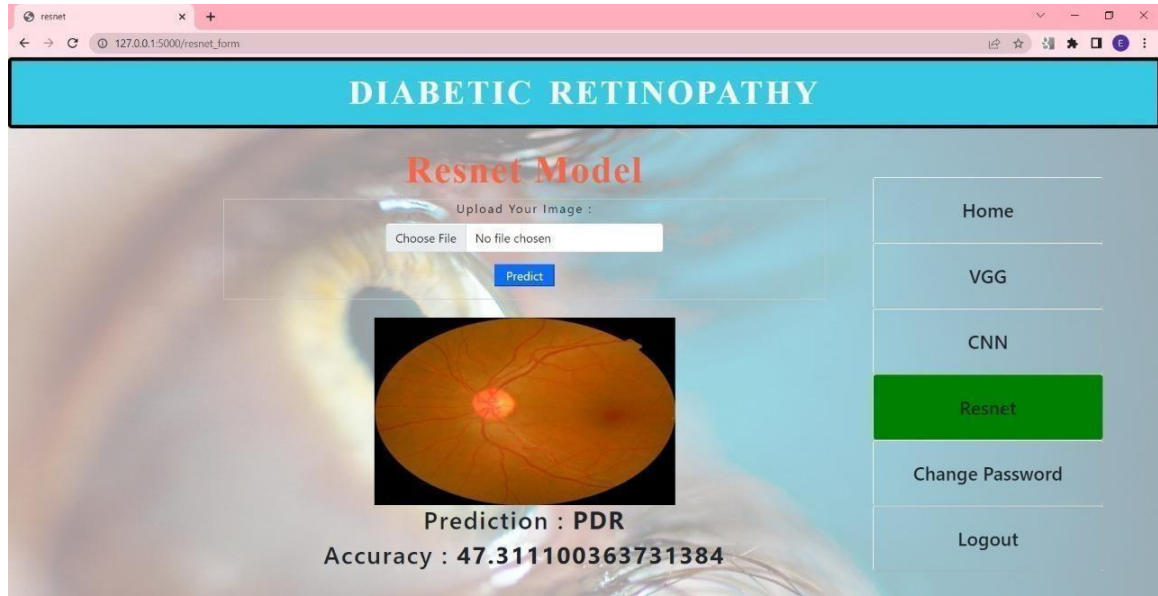 resnet
127.0.0.1:5000/resnet_form
E
DIABETIC RETINOPATHY
Resnet Model
Upload Your Image :
Choose File No file chosen
Predict
Prediction : PDR
Accuracy : 47.311100363731384
Home
VGG
CNN
Resnet
Change Password
Logout